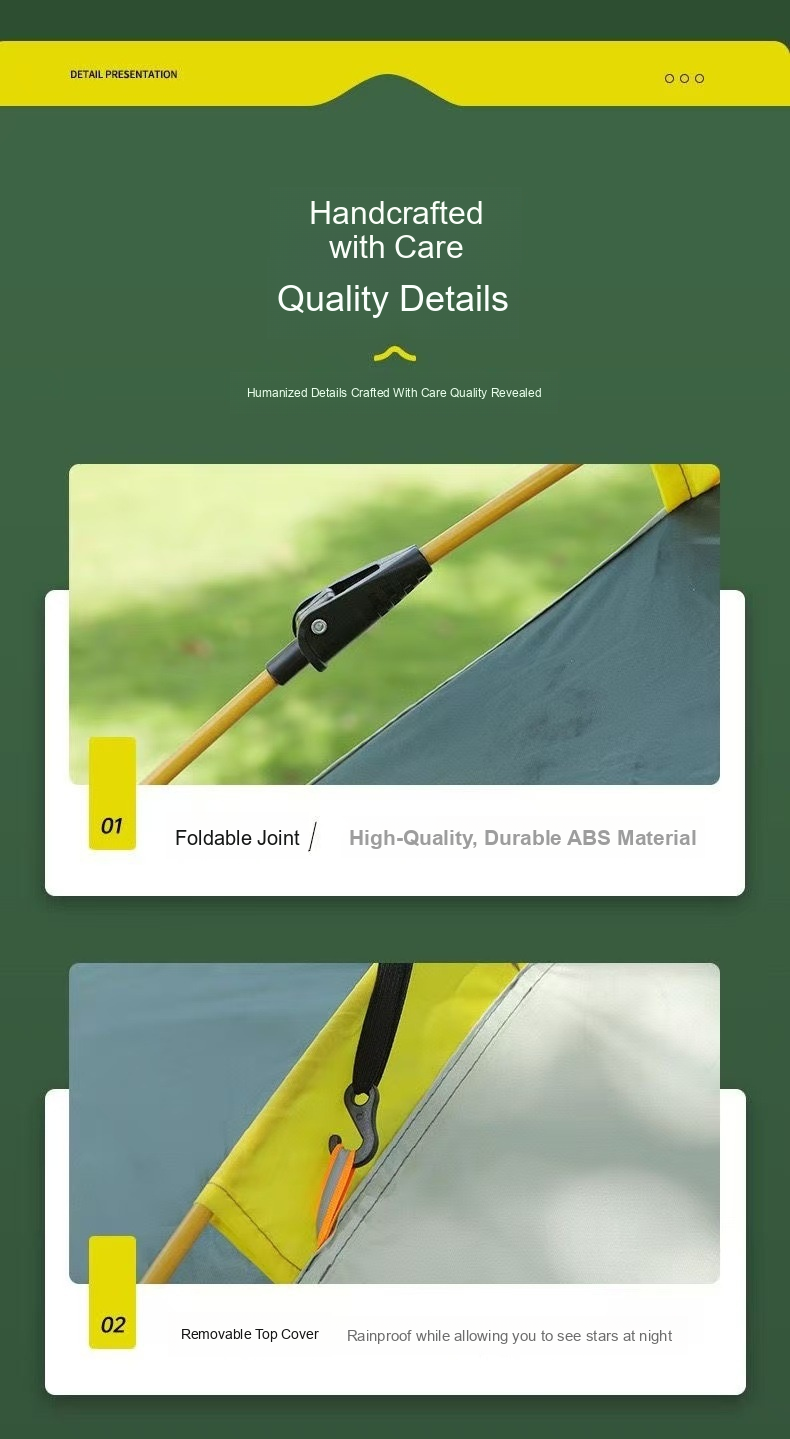 DETAIL PRESENTATION
Handcrafted
with Care
Quality Details
Humanized Details Crafted With Care Quality Revealed
01
Foldable Joint / High-Quality, Durable ABS Material
02
Removable Top Cover Rainproof while allowing you to see stars at night